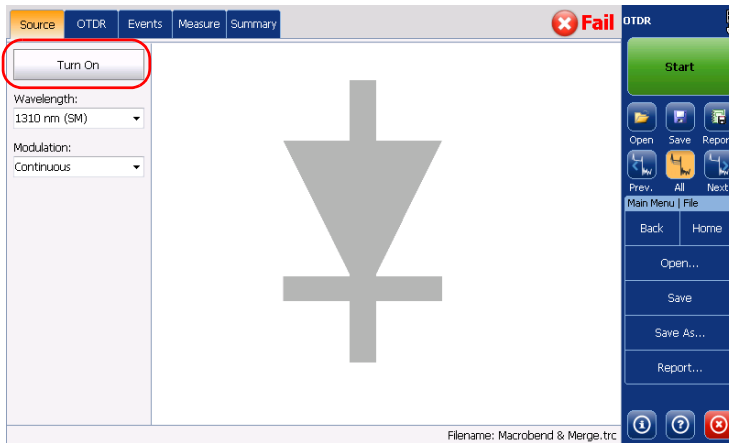 Source OTDR Events Measure Summary Fail OTDR
Turn On
Start
Wavelength:
1310 nm (SM)
Modulation:
Continuous
Open Save Repor
Prev. All Next
Main Menu | File
Back Home
Open...
Save
Save As...
Report...
Filename: Macrobend & Merge.trc